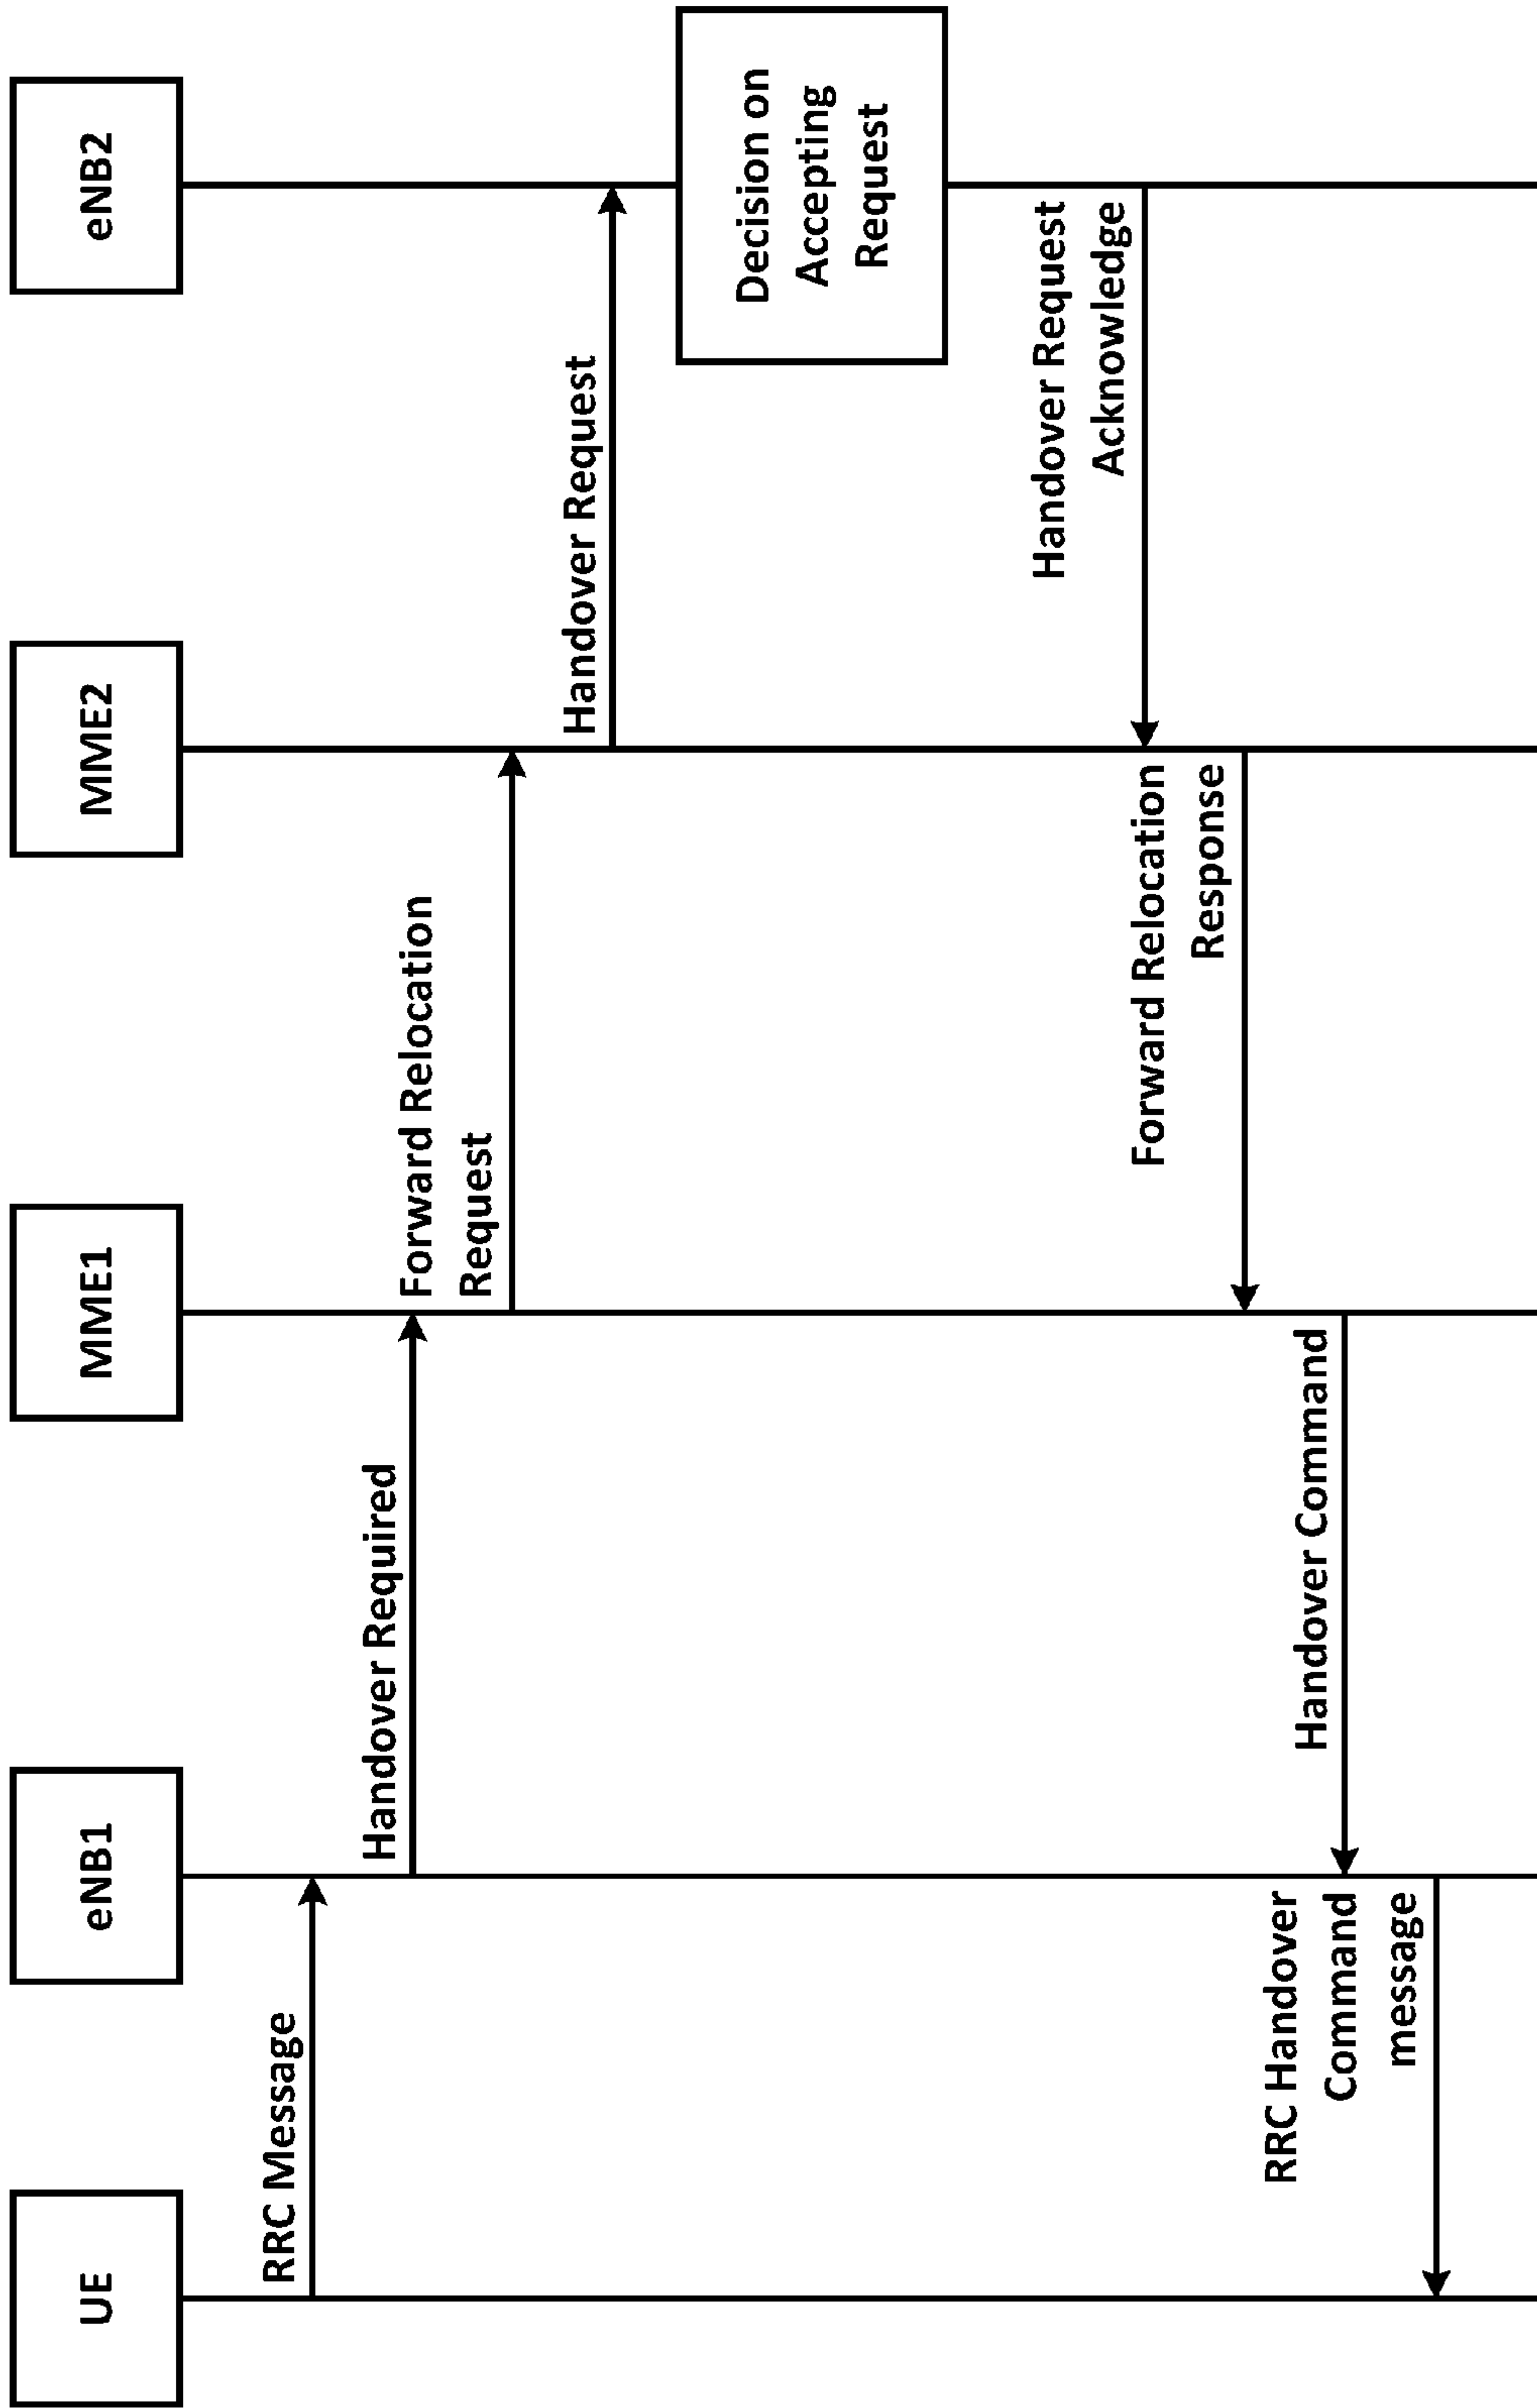 UE
eNB1
MME1
MME2
eNB2
RRC Message
Handover Required
Forward Relocation
Request
Handover Request
Decision on
Accepting
Request
Handover Request
Acknowledge
Forward Relocation
Response
Handover Command
RRC Handover
Command
message